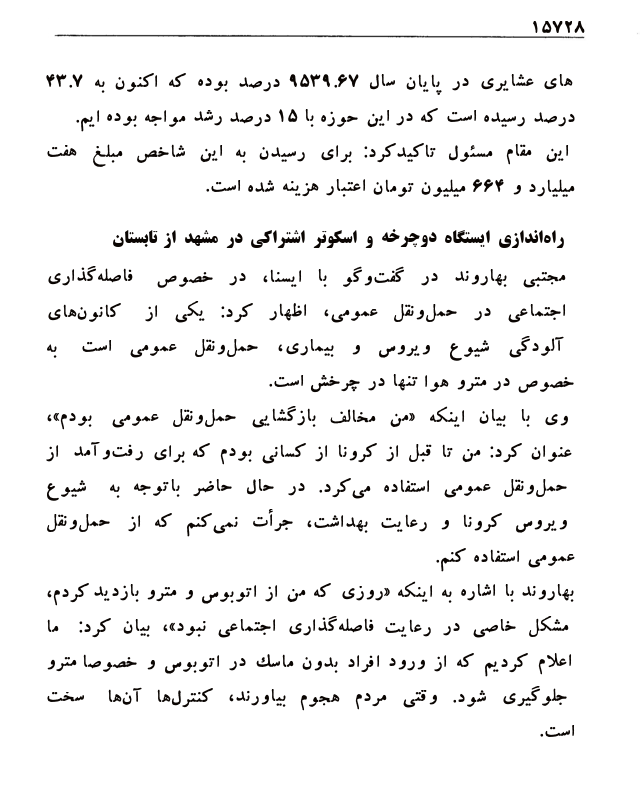 ۱۵۷۲۸
های عشایری در پایان سال ۹۵۳۹.۶۷ درصد بوده که اکنون به ۴۳.۷
درصد رسیده است که در این حوزه با ۱۵ درصد رشد مواجه بوده ایم.
این مقام مسئول تاکیدکرد: برای رسیدن به این شاخص مبلغ هفت
میلیارد و ۶۶۴ میلیون تومان اعتبار هزینه شده است.
راه‌اندازی ایستگاه دوچرخه و اسکوتر اشتراکی در مشهد از تابستان
مجتبی بهاروند در گفت‌وگو با ایسنا، در خصوص فاصله‌گذاری
اجتماعی در حمل‌ونقل عمومی، اظهار کرد: یکی از کانون‌های
آلودگی شیوع ویروس و بیماری، حمل‌ونقل عمومی است به
خصوص در مترو هوا تنها در چرخش است.
وی با بیان اینکه «من مخالف بازگشایی حمل‌ونقل عمومی بودم»،
عنوان کرد: من تا قبل از کرونا از کسانی بودم که برای رفت‌وآمد از
حمل‌ونقل عمومی استفاده می‌کرد. در حال حاضر باتوجه به شیوع
ویروس کرونا و رعایت بهداشت، جرأت نمی‌کنم که از حمل‌ونقل
عمومی استفاده کنم.
بهاروند با اشاره به اینکه «روزی که من از اتوبوس و مترو بازدید کردم،
مشکل خاصی در رعایت فاصله‌گذاری اجتماعی نبود»، بیان کرد: ما
اعلام کردیم که از ورود افراد بدون ماسك در اتوبوس و خصوصا مترو
جلوگیری شود. وقتی مردم هجوم بیاورند، کنترل‌ها آن‌ها سخت
است.